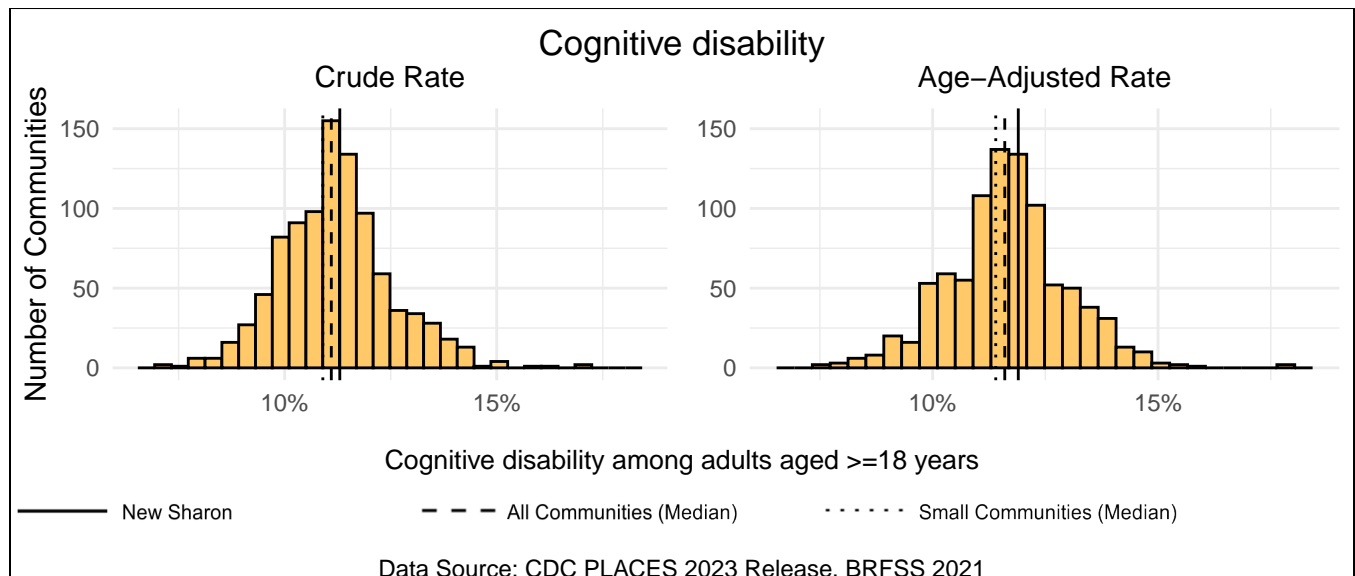 Cognitive disability
Crude Rate
Age−Adjusted Rate
Number of Communities
150
100
50
0
10%
15%
150
100
50
0
10%
15%
Cognitive disability among adults aged >=18 years
New Sharon
All Communities (Median)
Small Communities (Median)
Data Source: CDC PLACES 2023 Release, BRFSS 2021